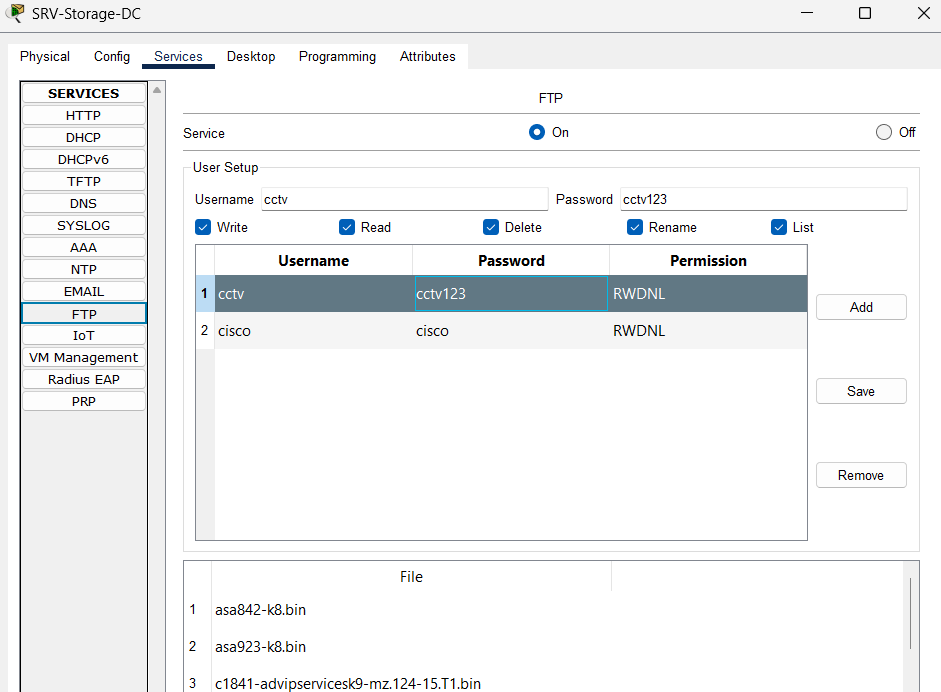 SRV-Storage-DC
Physical Config Services Desktop Programming Attributes
SERVICES
HTTP
DHCP
DHCPv6
TFTP
DNS
SYSLOG
AAA
NTP
EMAIL
FTP
IoT
VM Management
Radius EAP
PRP
FTP
Service On Off
User Setup
Username cctv Password cctv123
Write Read Delete Rename List
Username Password Permission
1 cctv cctv123 RWDNL
2 cisco cisco RWDNL
Add
Save
Remove
File
1 asa842-k8.bin
2 asa923-k8.bin
3 c1841-advipservicesk9-mz.124-15.T1.bin